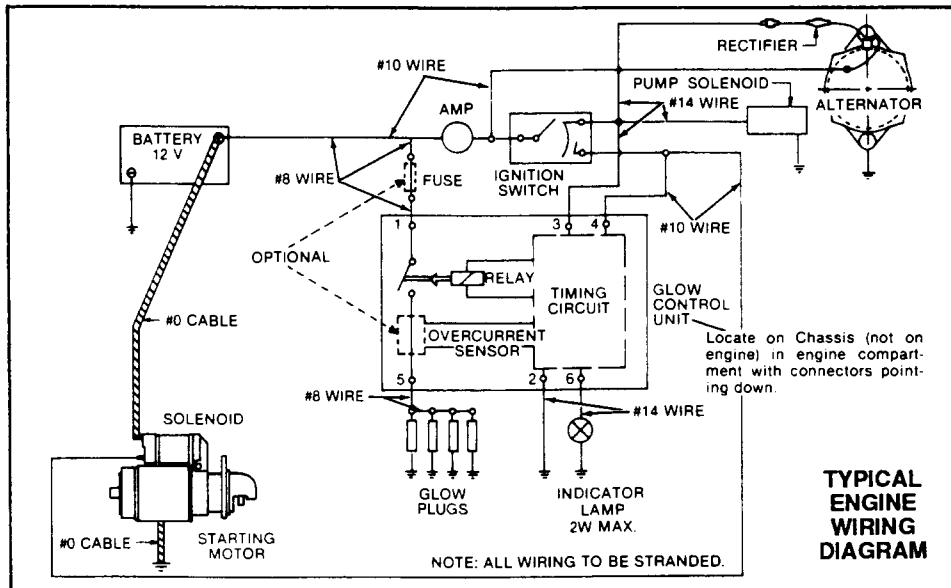 RECTIFIER
#10 WIRE
PUMP SOLENOID
#14 WIRE
ALTERNATOR
AMP
BATTERY
12 V
#8 WIRE
FUSE
IGNITION
SWITCH
1
3
4
#10 WIRE
OPTIONAL
RELAY
TIMING
CIRCUIT
GLOW
CONTROL
UNIT
#0 CABLE
OVERCURRENT
SENSOR
Locate on Chassis (not on
engine) in engine compart-
ment with connectors point-
ing down.
5
2
6
#8 WIRE
#14 WIRE
SOLENOID
GLOW
PLUGS
INDICATOR
LAMP
2W MAX.
#0 CABLE
STARTING
MOTOR
NOTE: ALL WIRING TO BE STRANDED.
TYPICAL
ENGINE
WIRING
DIAGRAM